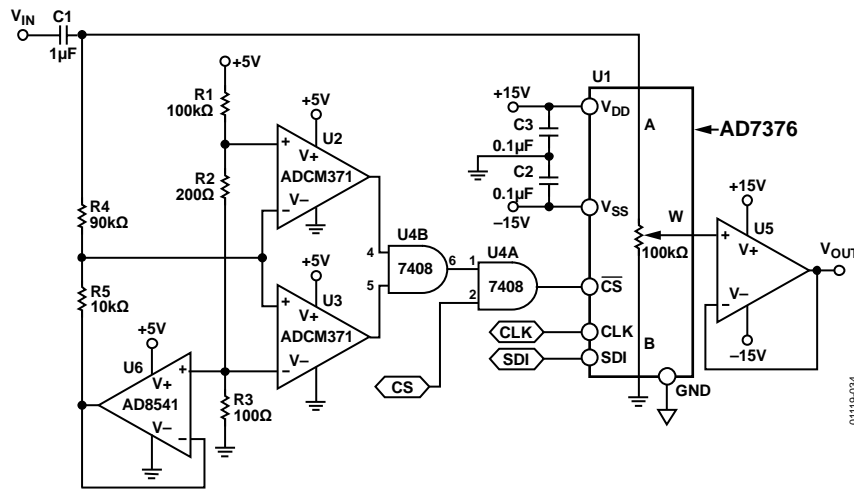 VIN
C1
1µF
+5V
R1
100kΩ
R2
200Ω
R4
90kΩ
R5
10kΩ
+5V
U2
V+
+
ADCM371
V–
–
+5V
U3
+
V+
ADCM371
V–
–
+5V
U6
V+
+
AD8541
V–
–
R3
100Ω
4
5
U4B
7408
6
1
2
U4A
7408
CS
CLK
SDI
+15V
C3
0.1µF
C2
0.1µF
–15V
U1
VDD
A
AD7376
VSS
W
100kΩ
CS
CLK
SDI
B
GND
+15V
U5
+
V+
V–
–
–15V
VOUT
01119-034